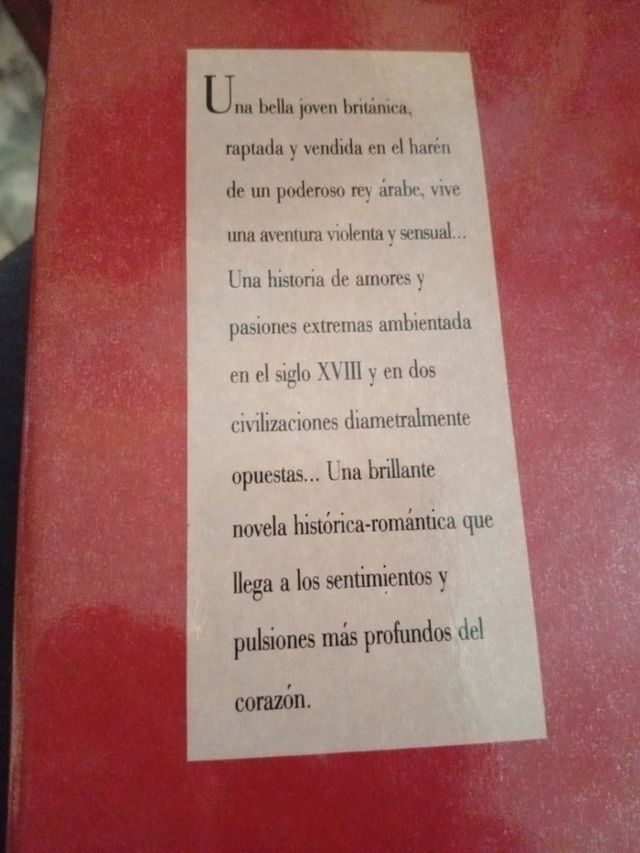 Una bella joven británica,
raptada y vendida en el harén
de un poderoso rey árabe, vive
una aventura violenta y sensual...
Una historia de amores y
pasiones extremas ambientada
en el siglo XVIII y en dos
civilizaciones diametralmente
opuestas... Una brillante
novela histórica-romántica que
llega a los sentimientos y
pulsiones más profundos del
corazón.